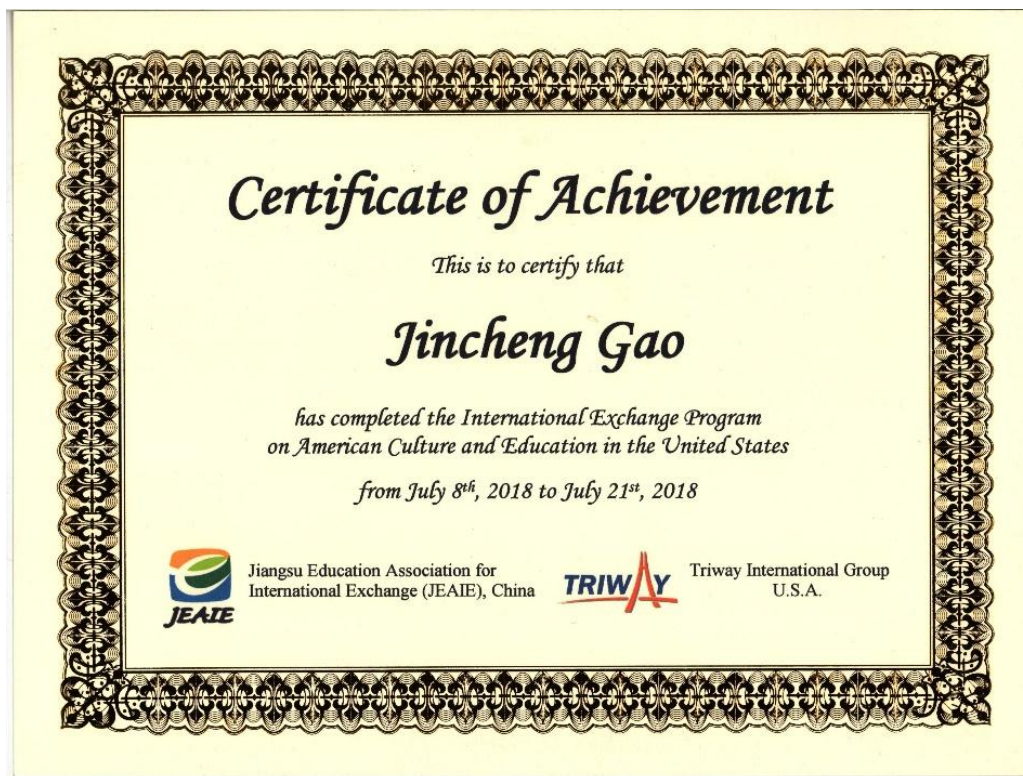 Certificate of Achievement
This is to certify that
Jincheng Gao
has completed the International Exchange Program
on American Culture and Education in the United States
from July 8th, 2018 to July 21st, 2018
JEAIE
Jiangsu Education Association for
International Exchange (JEAIE), China
TRIWAY
Triway International Group
U.S.A.